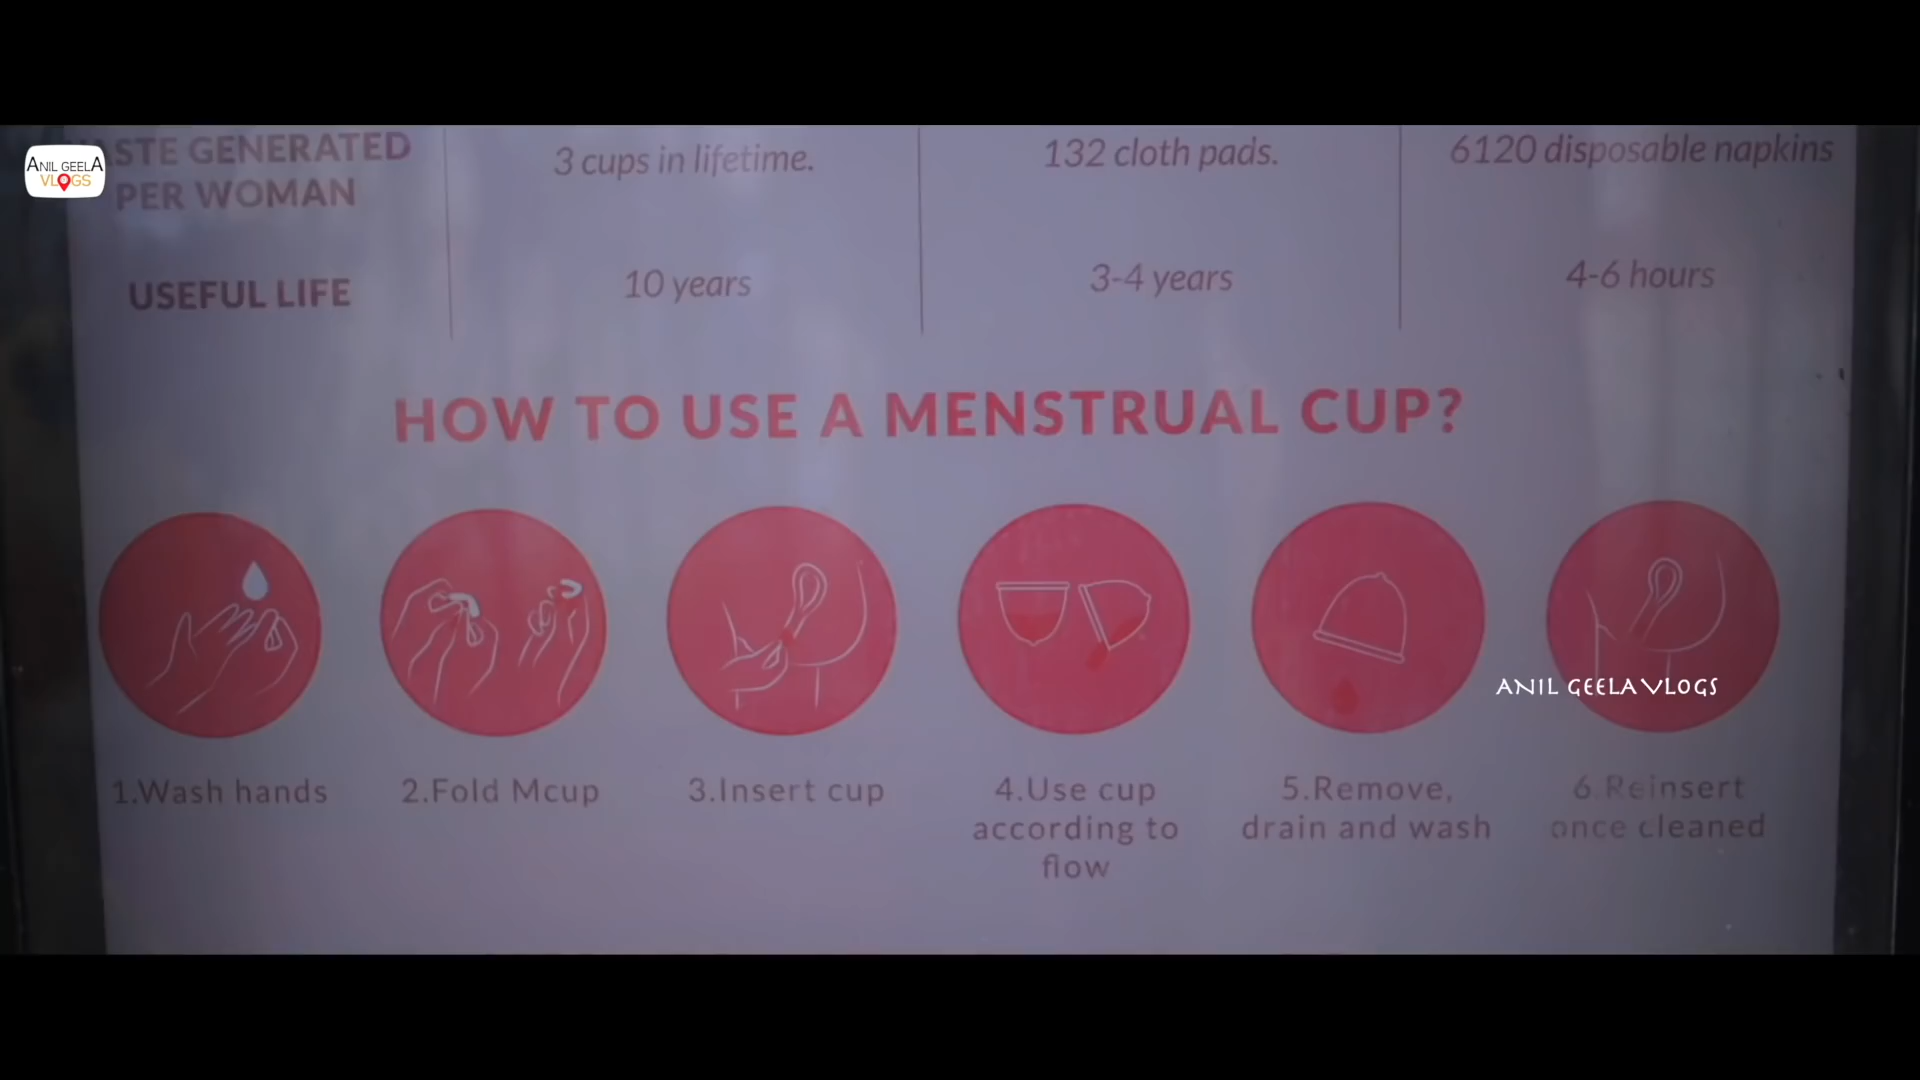 ANIL GEELA
VLOGS
WASTE GENERATED
PER WOMAN
3 cups in lifetime.
132 cloth pads.
6120 disposable napkins
USEFUL LIFE
10 years
3-4 years
4-6 hours
HOW TO USE A MENSTRUAL CUP?
1.Wash hands
2.Fold Mcup
3.Insert cup
4.Use cup
according to
flow
5.Remove,
drain and wash
6.Reinsert
once cleaned
ANIL GEELA VLOGS